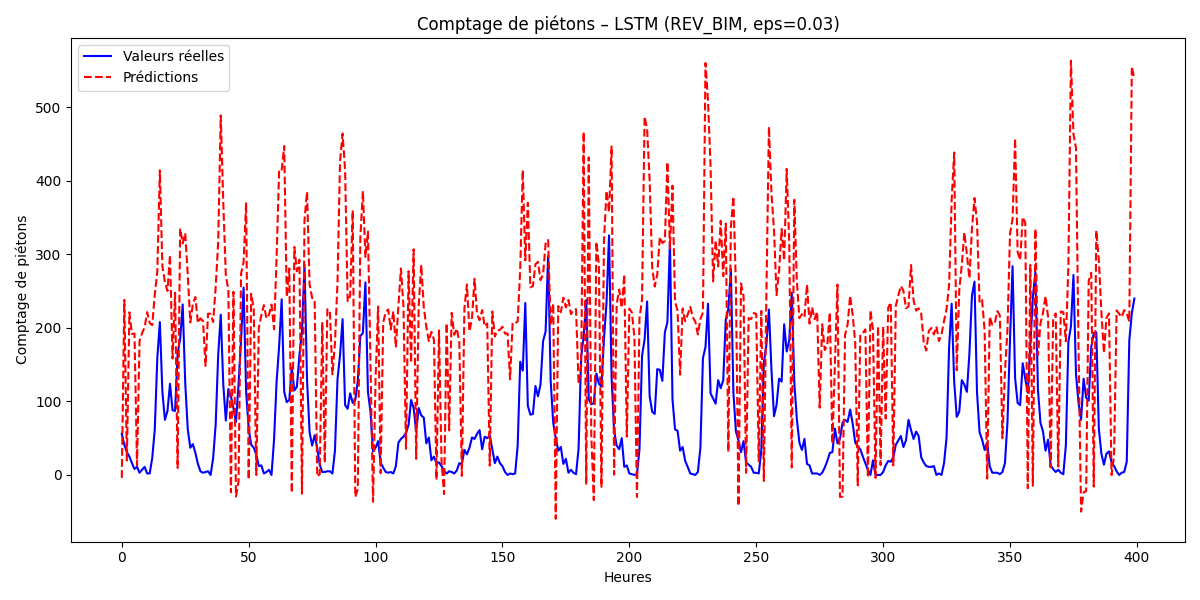 Comptage de piétons – LSTM (REV_BIM, eps=0.03)
Valeurs réelles
Prédictions
Comptage de piétons
500
400
300
200
100
0
0 50 100 150 200 250 300 350 400
Heures